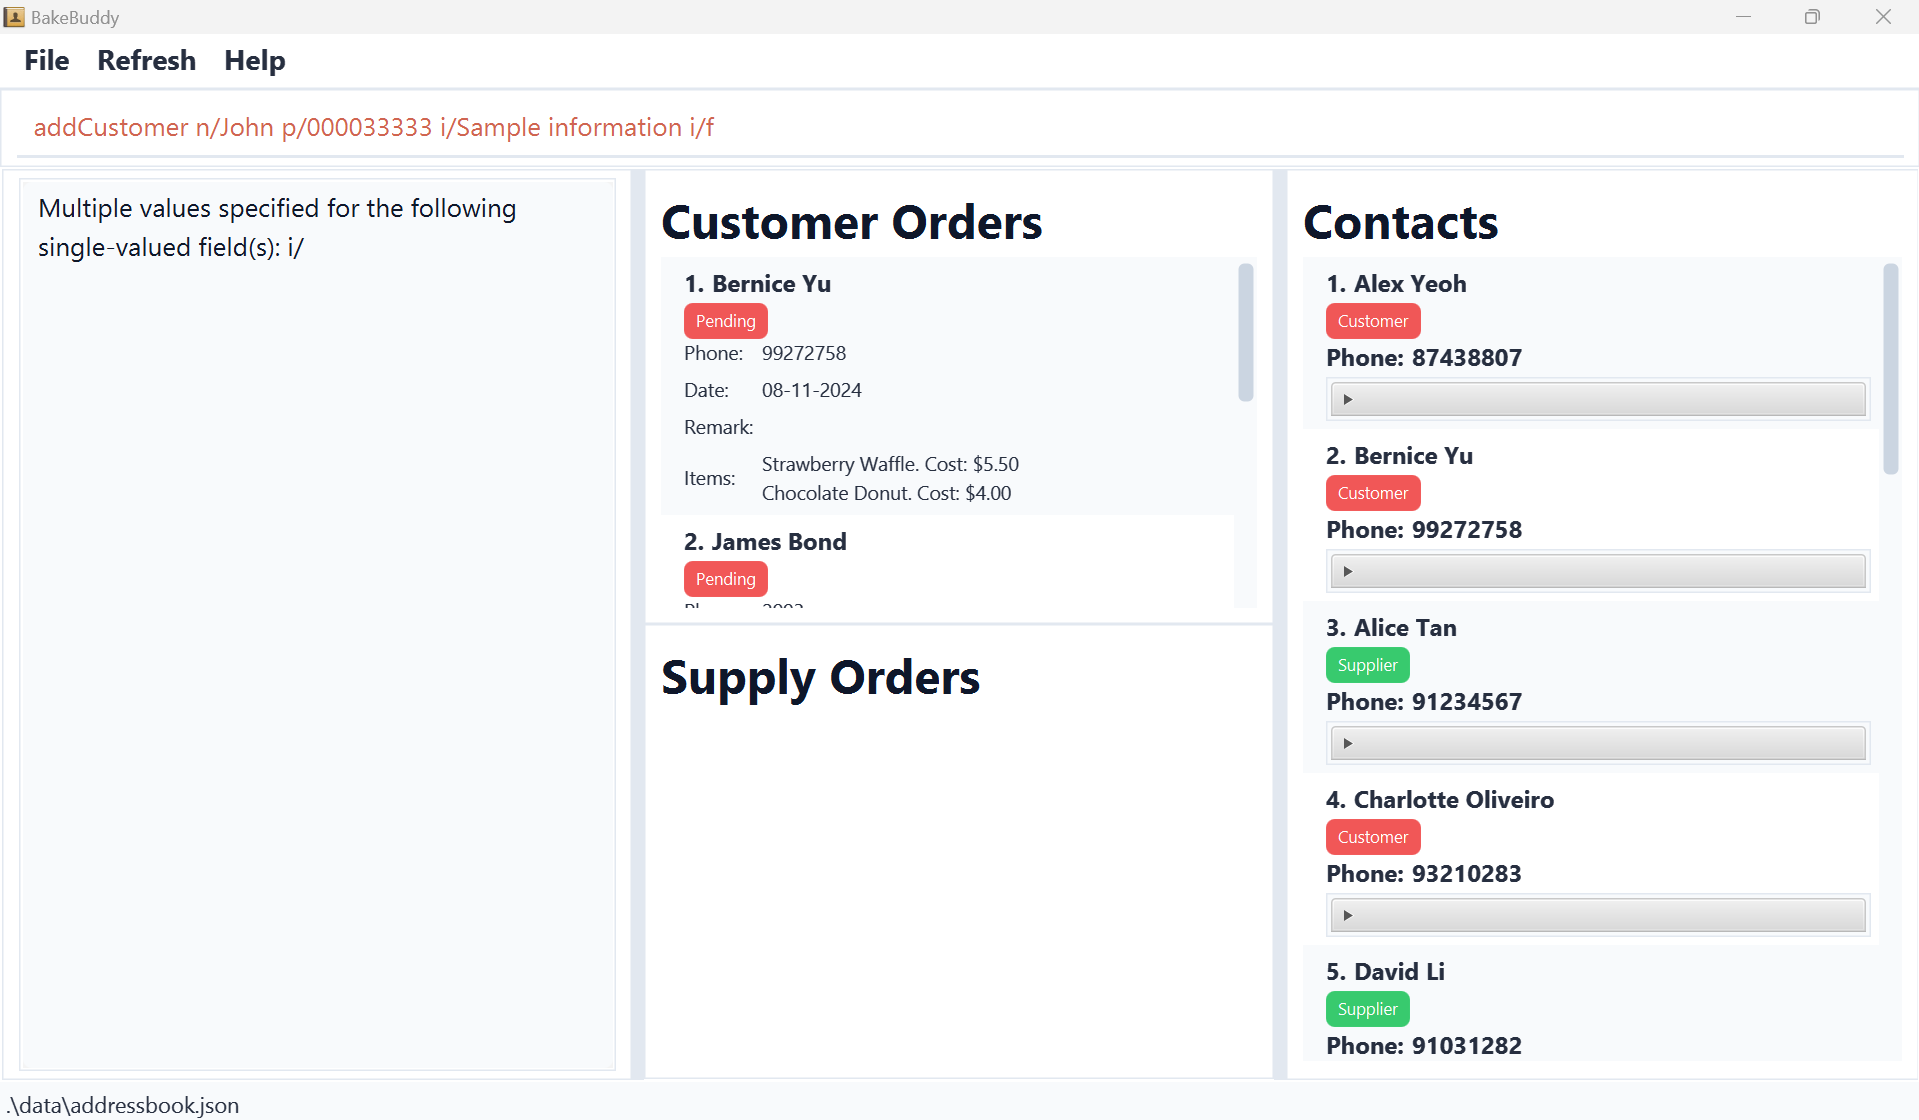 BakeBuddy
File Refresh Help
addCustomer n/John p/000033333 i/Sample information i/f
Multiple values specified for the following
single-valued field(s): i/
Customer Orders
1. Bernice Yu
Pending
Phone: 99272758
Date: 08-11-2024
Remark:
Items: Strawberry Waffle. Cost: $5.50
Chocolate Donut. Cost: $4.00
2. James Bond
Pending
Supply Orders
Contacts
1. Alex Yeoh
Customer
Phone: 87438807
2. Bernice Yu
Customer
Phone: 99272758
3. Alice Tan
Supplier
Phone: 91234567
4. Charlotte Oliveiro
Customer
Phone: 93210283
5. David Li
Supplier
Phone: 91031282
.\data\addressbook.json